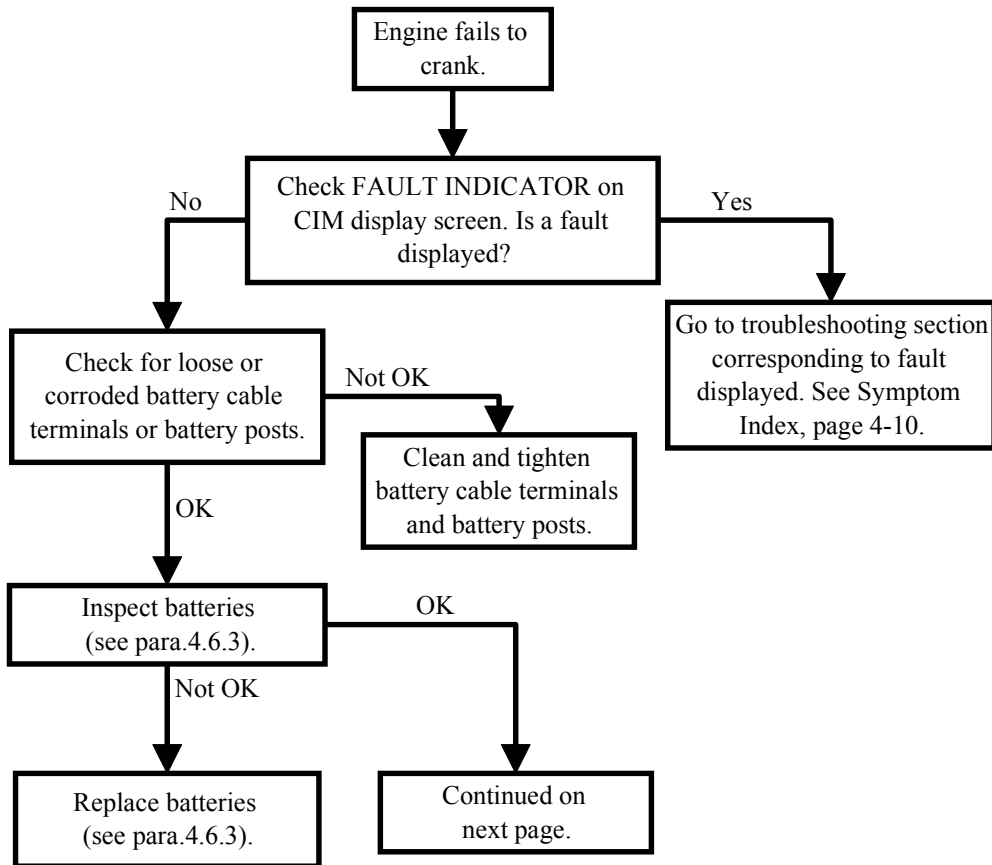 Engine fails to
crank.
Check FAULT INDICATOR on
CIM display screen. Is a fault
displayed?
No
Yes
Go to troubleshooting section
corresponding to fault
displayed. See Symptom
Index, page 4-10.
Check for loose or
corroded battery cable
terminals or battery posts.
Not OK
Clean and tighten
battery cable terminals
and battery posts.
OK
Inspect batteries
(see para.4.6.3).
OK
Not OK
Replace batteries
(see para.4.6.3).
Continued on
next page.